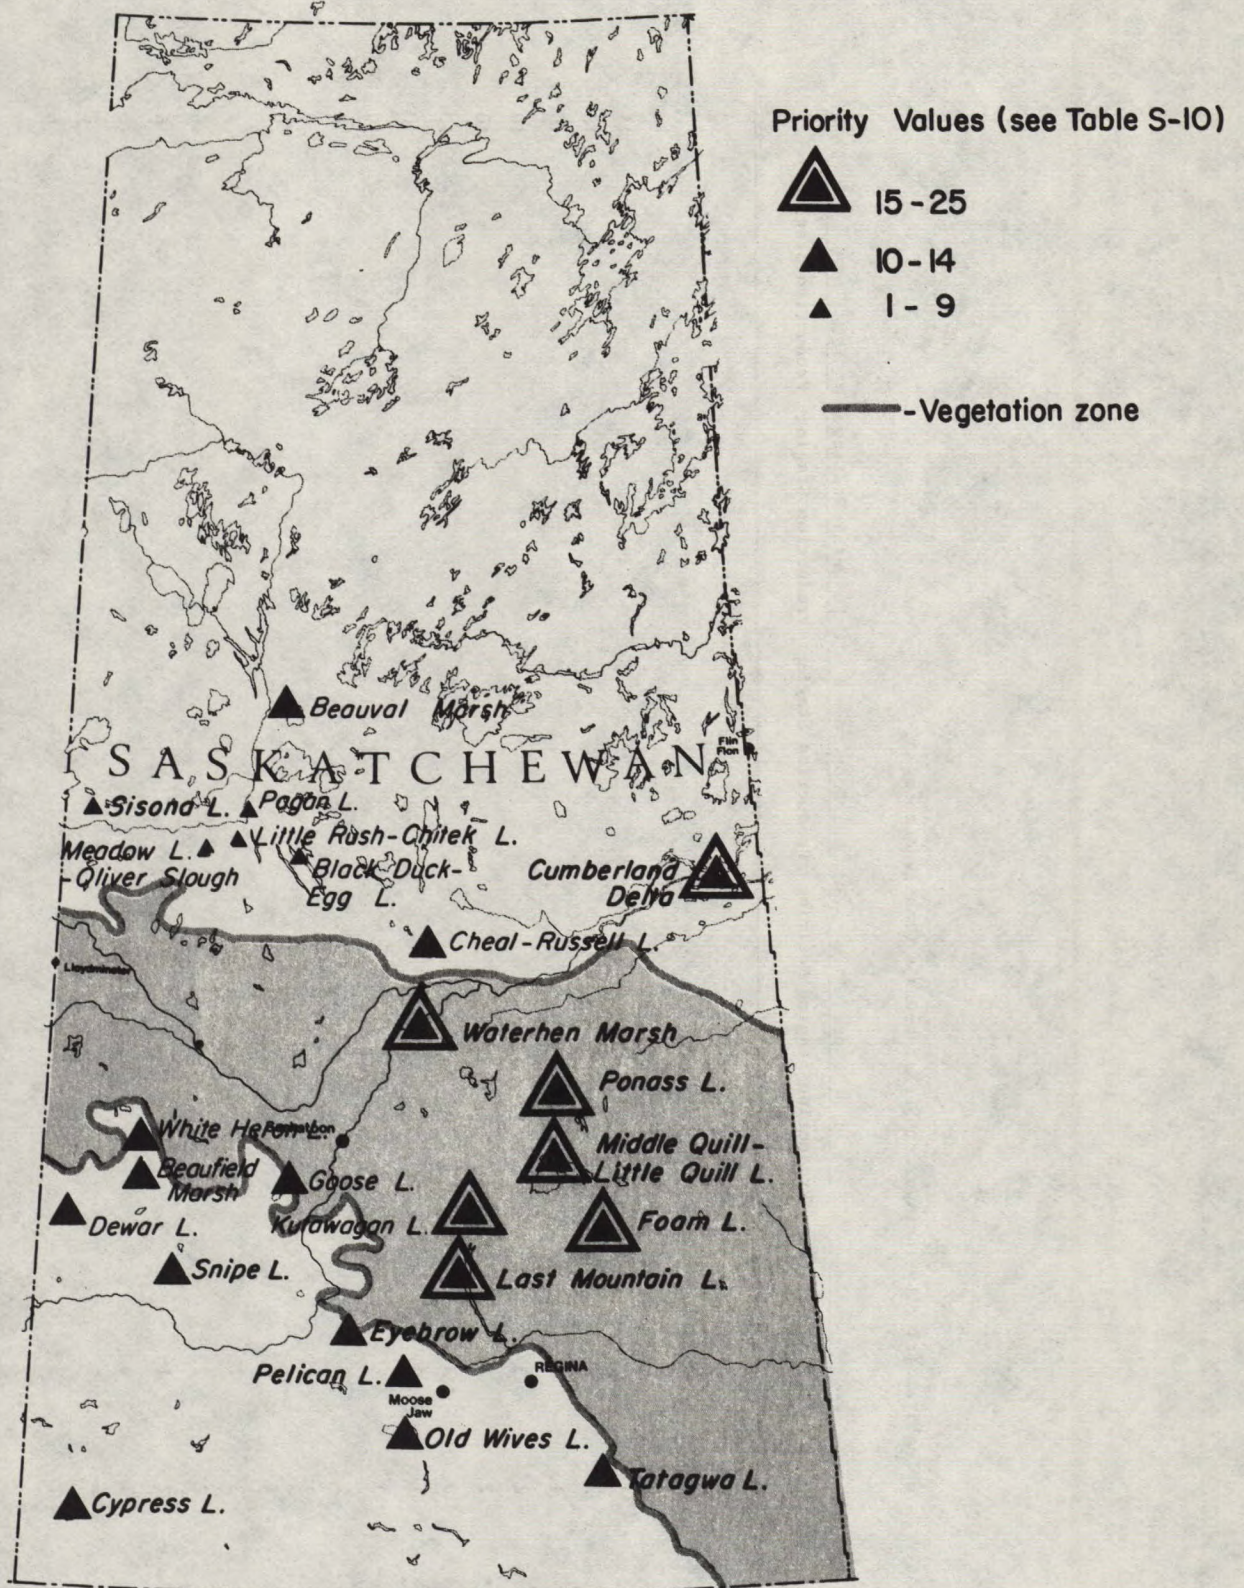 Priority Values (see Table S-10)
15-25
10-14
1-9
-Vegetation zone
Beauval Marsh
Flin
Flon
SASKATCHEWAN
Sisona L.
Pagan L.
Little Rush-Chitek L.
Meadow L.
-Oliver Slough
Black Duck-
Egg L.
Cumberland
Delta
Cheal-Russell L.
Lloydminster
Waterhen Marsh
Ponass L.
White Heron L.
Saskatoon
Middle Quill-
Little Quill L.
Beaufield
Marsh
Goose L.
Dewar L.
Kutawagan L.
Foam L.
Snipe L.
Last Mountain L.
Eyebrow L.
Pelican L.
REGINA
Moose
Jaw
Old Wives L.
Tatagwa L.
Cypress L.